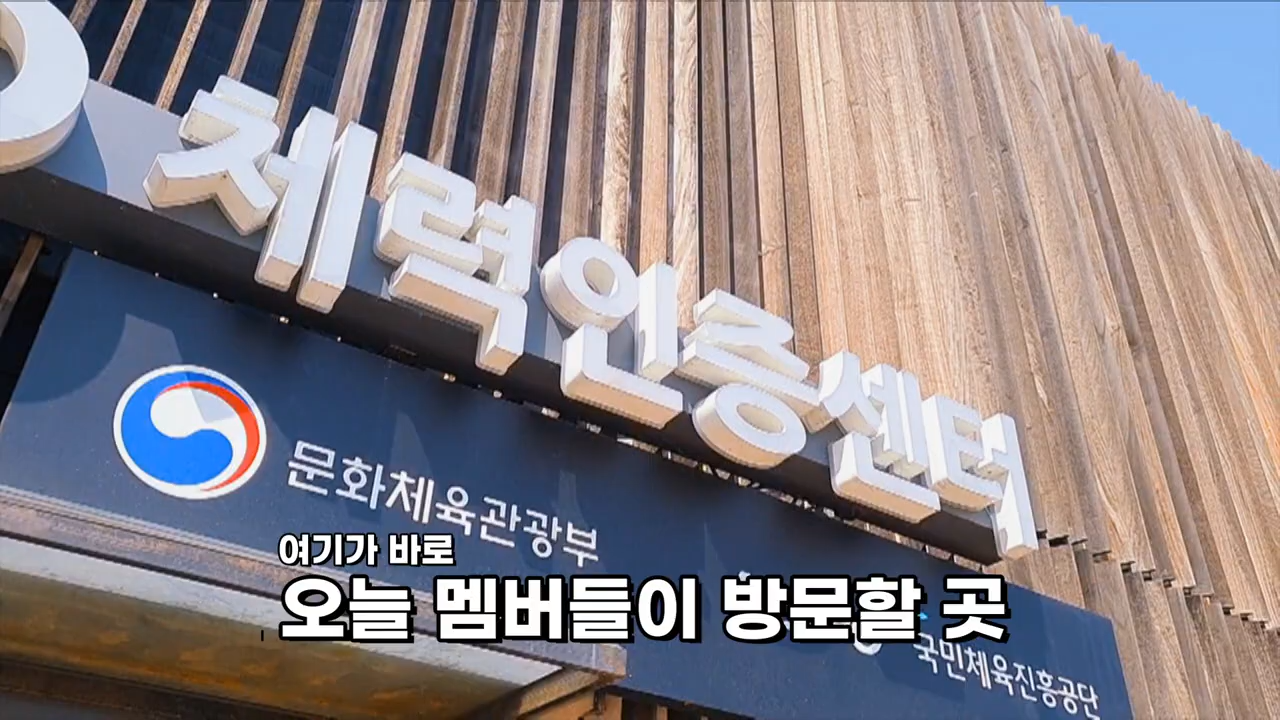 체력인증센터
문화체육관광부
국민체육진흥공단
여기가 바로
오늘 멤버들이 방문할 곳